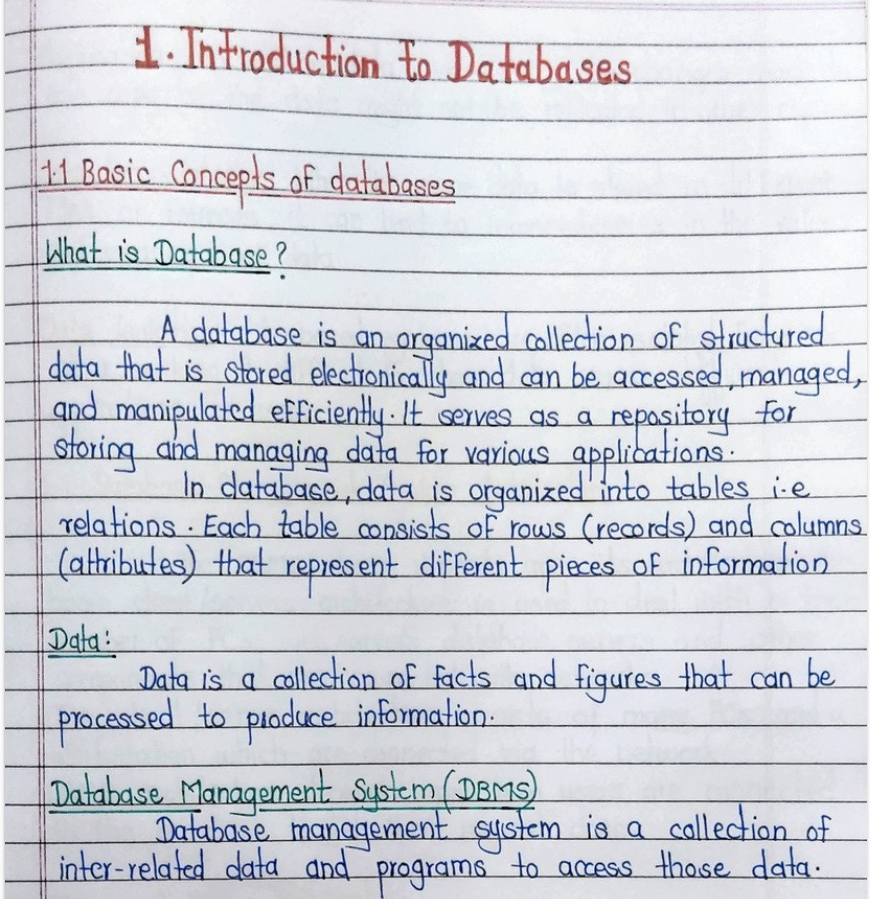 1. Introduction to Databases
1.1 Basic Concepts of databases
What is Database?
A database is an organized collection of structured
data that is stored electronically and can be accessed, managed,
and manipulated efficiently. It serves as a repository for
storing and managing data for various applications.
In database, data is organized into tables i.e
relations. Each table consists of rows (records) and columns
(attributes) that represent different pieces of information
Data:
Data is a collection of facts and figures that can be
processed to produce information.
Database Management System (DBMS)
Database management system is a collection of
inter-related data and programs to access those data.